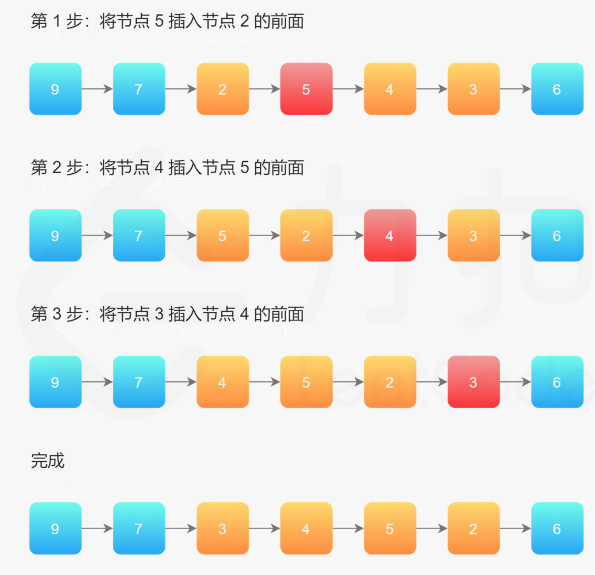 第 1 步：将节点 5 插入节点 2 的前面
9 7 2 5 4 3 6
第 2 步：将节点 4 插入节点 5 的前面
9 7 5 2 4 3 6
第 3 步：将节点 3 插入节点 4 的前面
9 7 4 5 2 3 6
完成
9 7 3 4 5 2 6
力扣
LeetCode